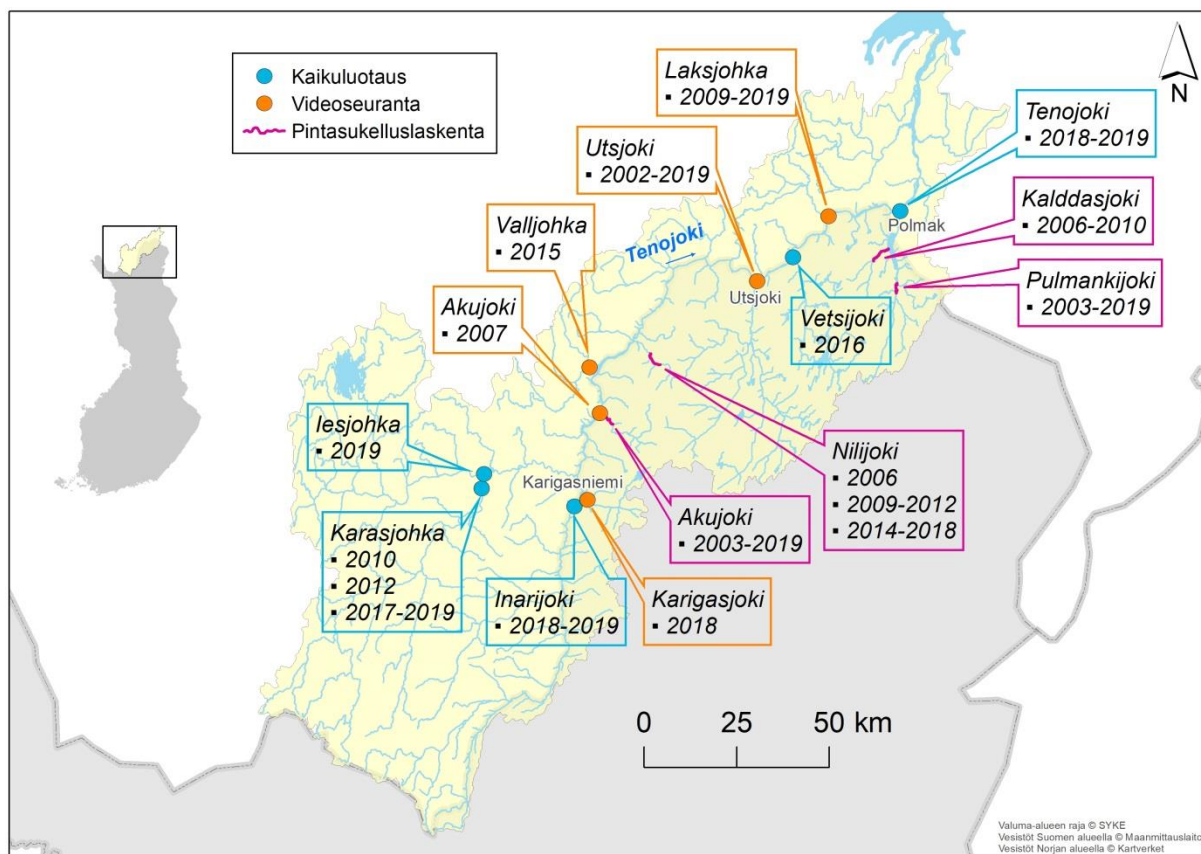 Kaikuluotaus
Videoseuranta
Pintasukelluslaskenta
N
Laksjohka
▪ 2009-2019
Tenojoki
▪ 2018-2019
Utsjoki
▪ 2002-2019
Kalddasjoki
▪ 2006-2010
Valljohka
▪ 2015
Polmak
Tenojoki
Pulmankijoki
▪ 2003-2019
Akujoki
▪ 2007
Utsjoki
Vetsijoki
▪ 2016
Iesjohka
▪ 2019
Karigasniemi
Nilijoki
▪ 2006
▪ 2009-2012
▪ 2014-2018
Akujoki
▪ 2003-2019
Karasjohka
▪ 2010
▪ 2012
▪ 2017-2019
Inarijoki
▪ 2018-2019
Karigasjoki
▪ 2018
0 25 50 km
Valuma-alueen raja © SYKE
Vesistöt Suomen alueella © Maanmittauslaito
Vesistöt Norjan alueella © Kartverket